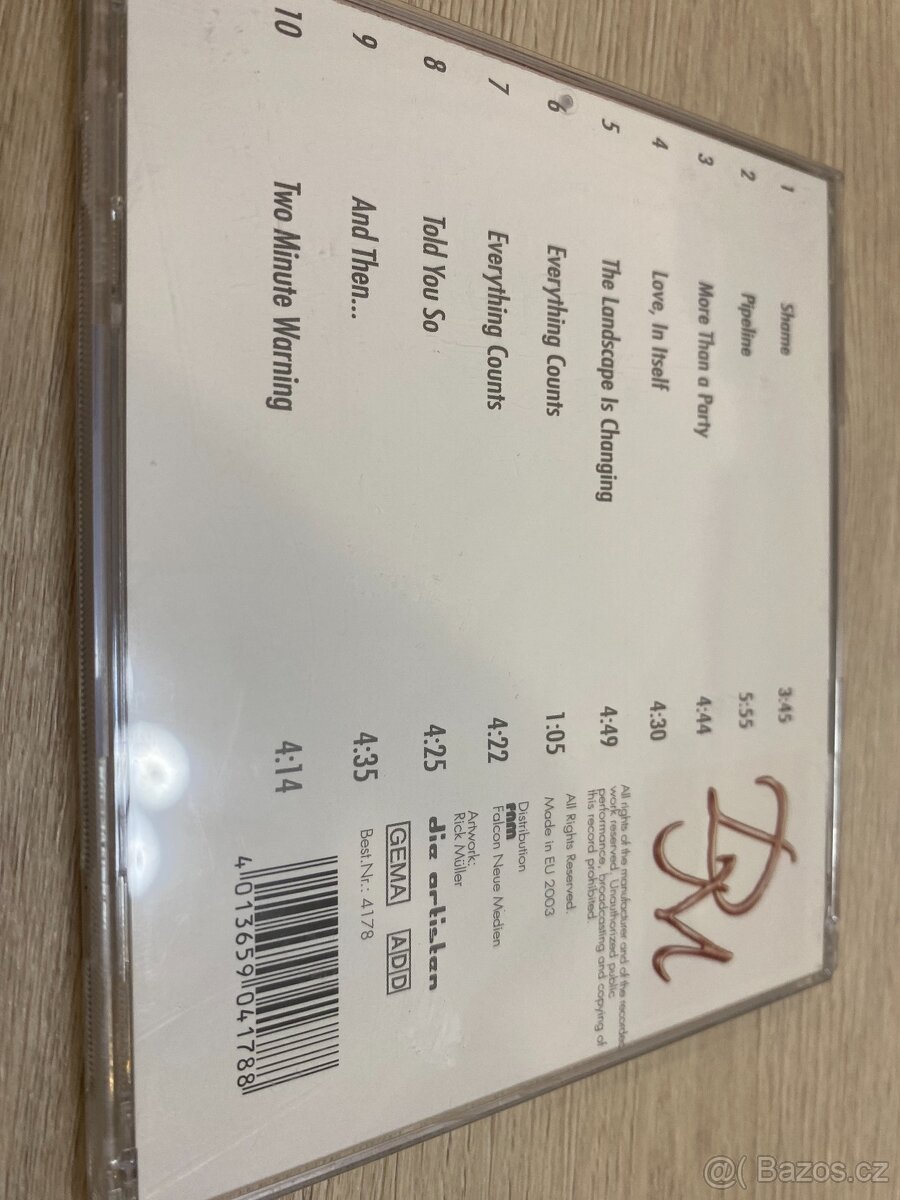 1 Shame 3:45
2 Pipeline 5:55
3 More Than a Party 4:44
4 Love, In Itself 4:30
5 The Landscape Is Changing 4:49
6 Everything Counts 1:05
7 Everything Counts 4:22
8 Told You So 4:25
9 And Then... 4:35
10 Two Minute Warning 4:14
DM
All rights of the manufacturer and of the recorded
work reserved. Unauthorized public
performance, broadcasting and copying of
this record prohibited.
All Rights Reserved.
Made in EU 2003
Distribution
fnm
Falcon Neue Medien
Artwork:
Rick Müller
die artisten
GEMA ADD
Best.Nr.: 4178
4 013659 041788
@( Bazos.cz